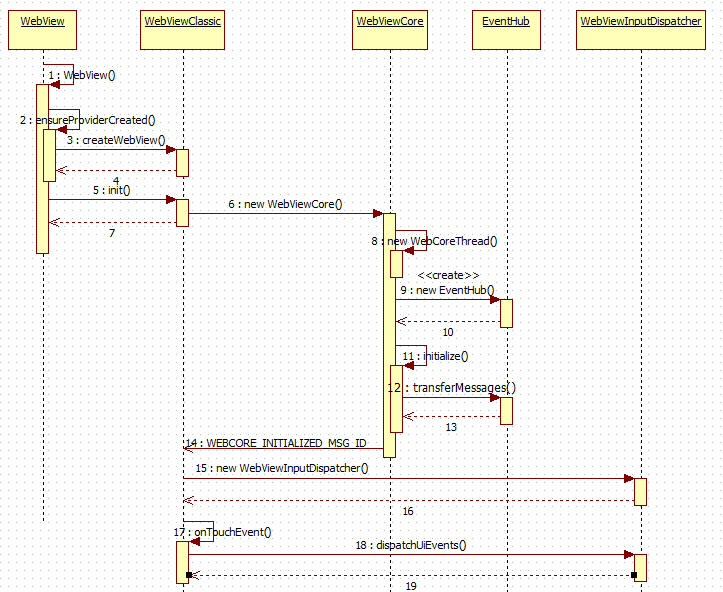 WebView
WebViewClassic
WebViewCore
EventHub
WebViewInputDispatcher
1 : WebView()
2 : ensureProviderCreated()
3 : createWebView()
4
5 : init()
6 : new WebViewCore()
7
8 : new WebCoreThread()
<<create>>
9 : new EventHub()
10
11 : initialize()
12 : transferMessages()
13
14 : WEBCORE_INITIALIZED_MSG_ID
15 : new WebViewInputDispatcher()
16
17 : onTouchEvent()
18 : dispatchUiEvents()
19